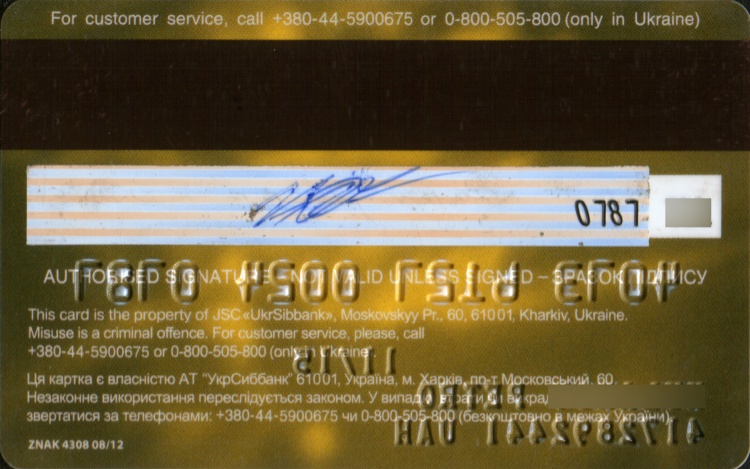 For customer service, call +380-44-5900675 or 0-800-505-800 (only in Ukraine)
0787
AUTHORISED SIGNATURE - NOT VALID UNLESS SIGNED – ЗРАЗОК ПІДПИСУ
This card is the property of JSC «UkrSibbank», Moskovskyy Pr., 60, 61001, Kharkiv, Ukraine.
Misuse is a criminal offence. For customer service, please, call
+380-44-5900675 or 0-800-505-800 (only in Ukraine).
Ця картка є власністю АТ "УкрСиббанк" 61001, Україна, м. Харків, пр-т Московський, 60.
Незаконне використання переслідується законом. У випадку втрати чи
звертатися за телефонами: +380-44-5900675 чи 0-800-505-800 (безкоштовно в межах України).
ZNAK 4308 08/12